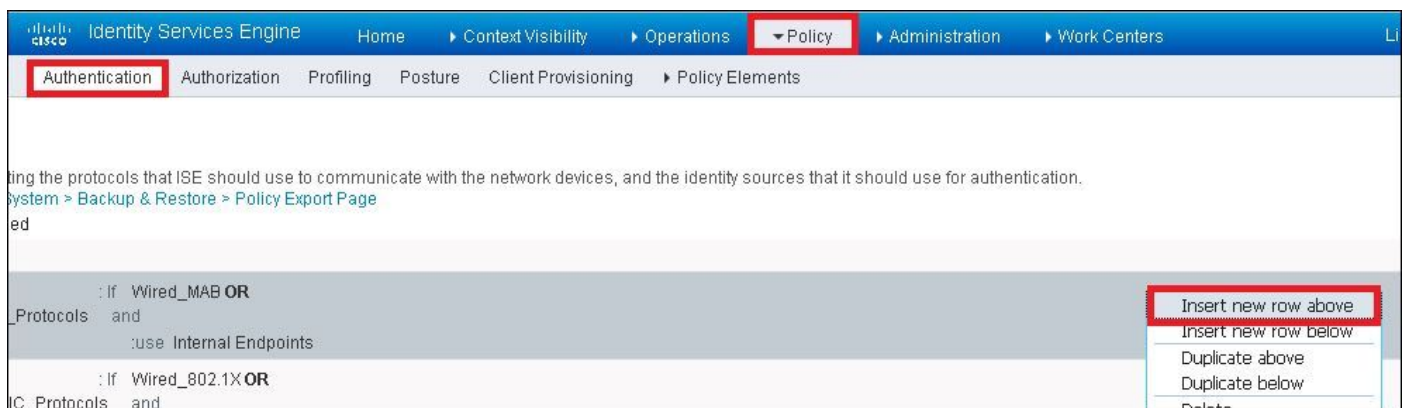 cisco Identity Services Engine Home Context Visibility Operations Policy Administration Work Centers Li
Authentication Authorization Profiling Posture Client Provisioning Policy Elements
ting the protocols that ISE should use to communicate with the network devices, and the identity sources that it should use for authentication.
System > Backup & Restore > Policy Export Page
ed
: If Wired_MAB OR
_Protocols and
:use Internal Endpoints
: If Wired_802.1X OR
IC_Protocols and
Insert new row above
Insert new row below
Duplicate above
Duplicate below
Delete